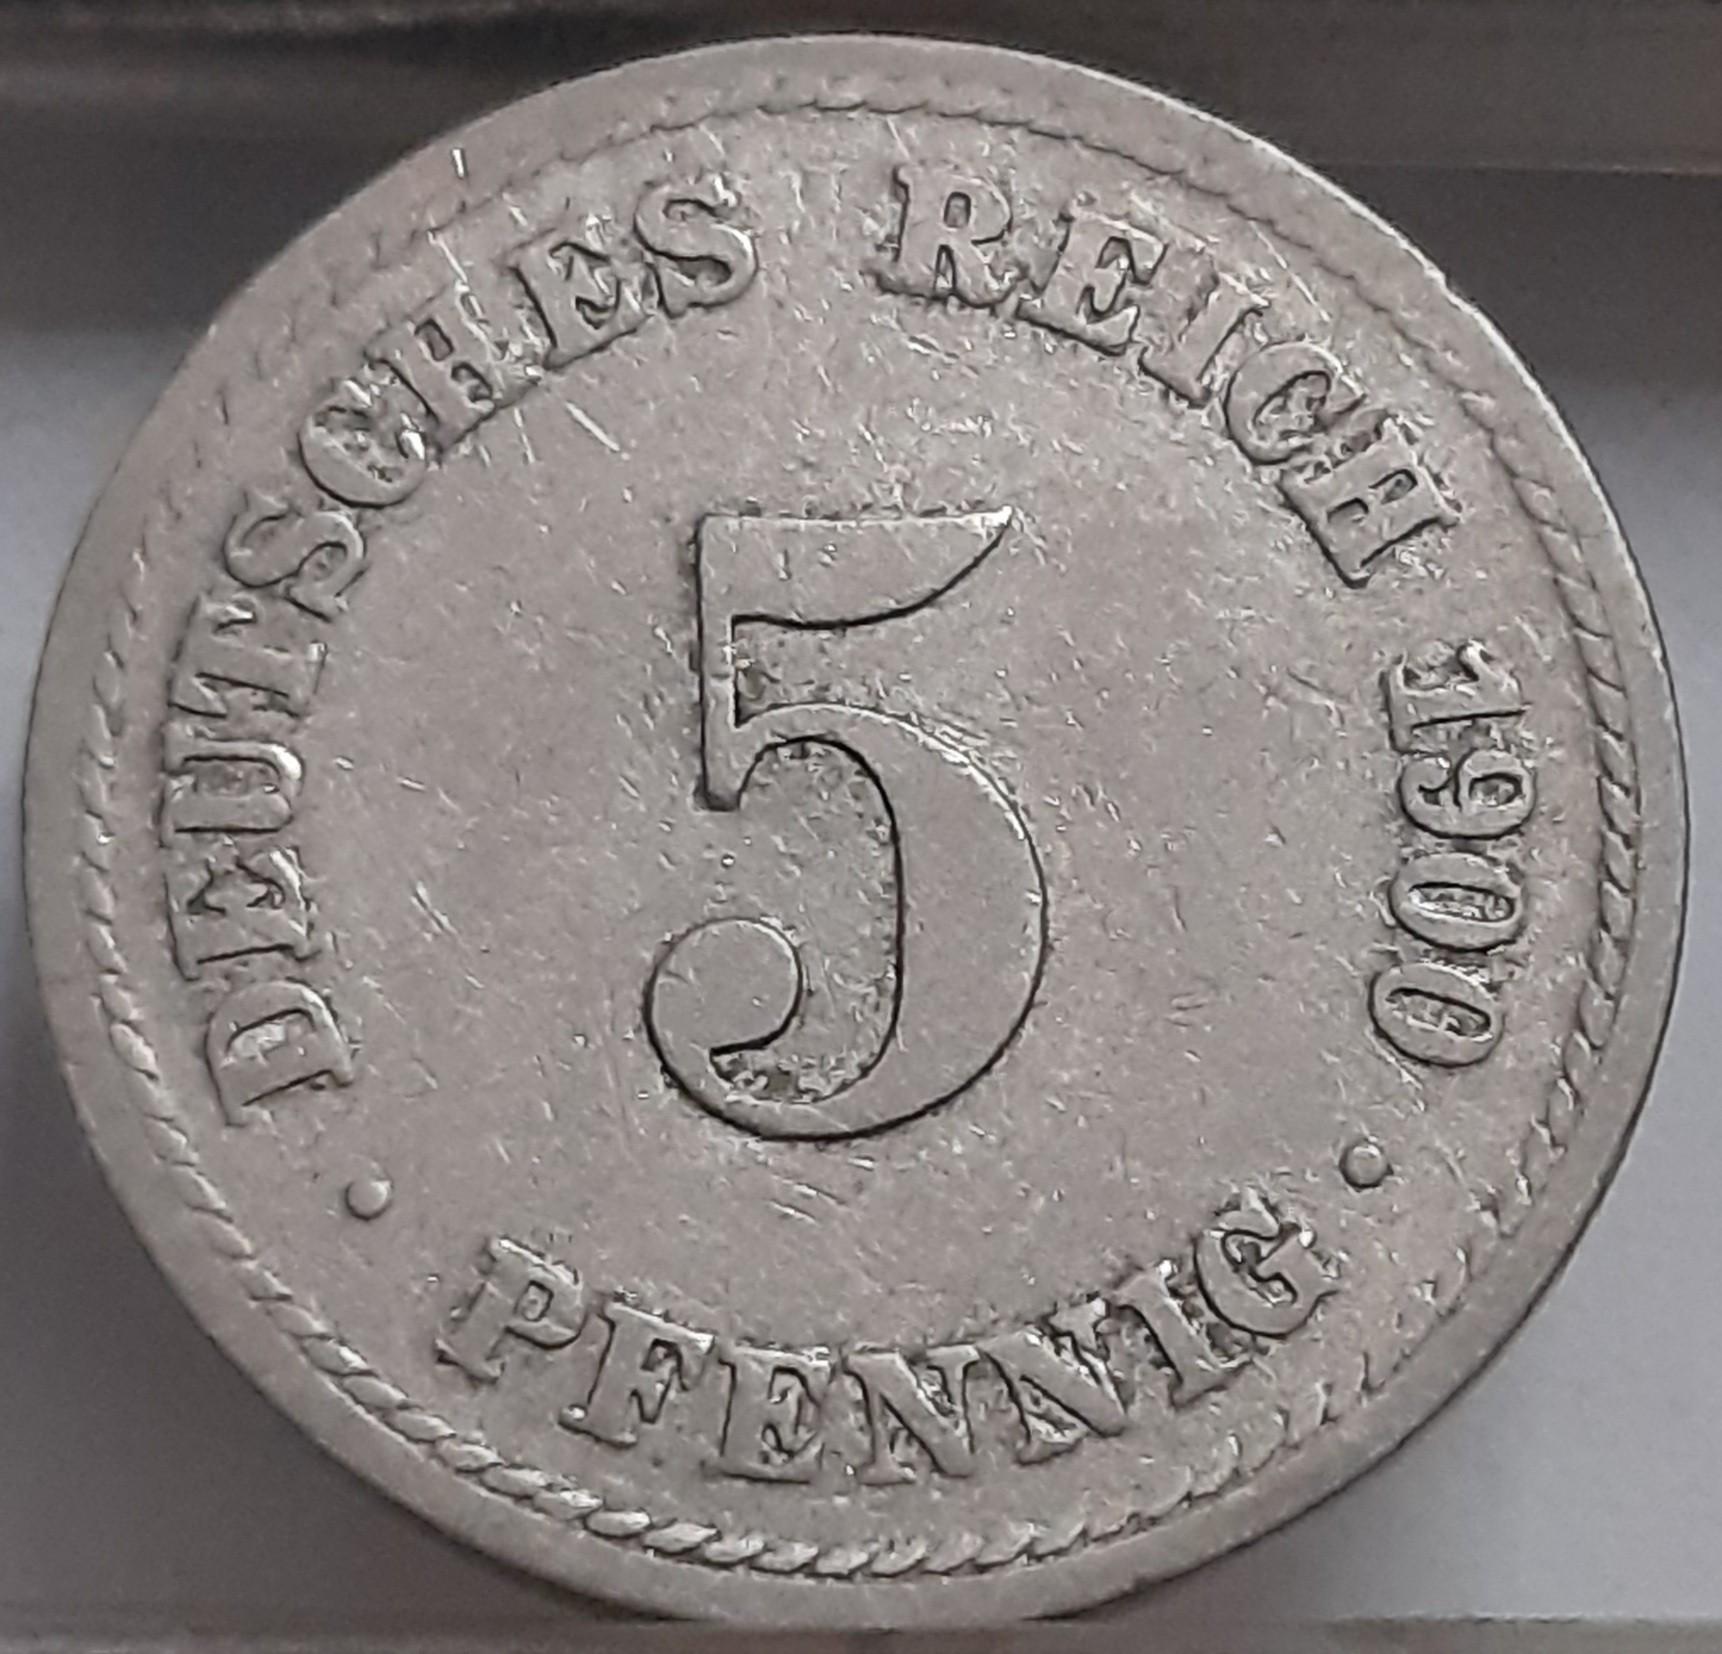 DEUTSCHES REICH 1900
5
• PFENNIG •